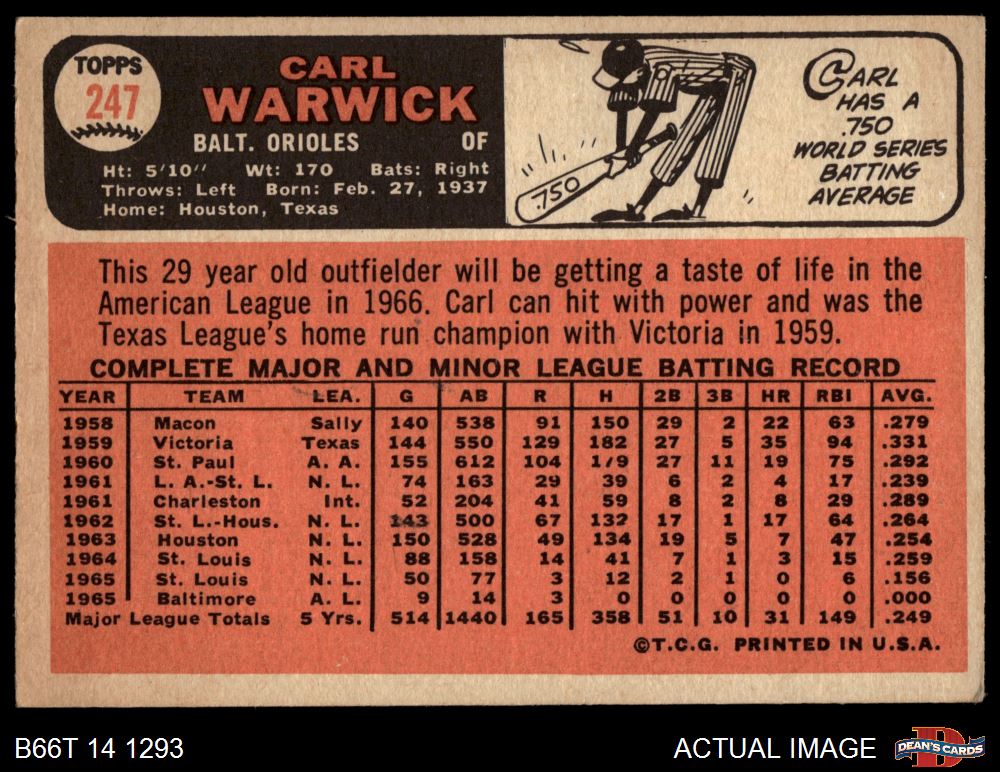 TOPPS
247
CARL
WARWICK
BALT. ORIOLES OF
Ht: 5'10" Wt: 170 Bats: Right
Throws: Left Born: Feb. 27, 1937
Home: Houston, Texas
.750
CARL
HAS A
.750
WORLD SERIES
BATTING
AVERAGE
This 29 year old outfielder will be getting a taste of life in the
American League in 1966. Carl can hit with power and was the
Texas League's home run champion with Victoria in 1959.
COMPLETE MAJOR AND MINOR LEAGUE BATTING RECORD
YEAR TEAM LEA. G AB R H 2B 3B HR RBI AVG.
1958 Macon Sally 140 538 91 150 29 2 22 63 .279
1959 Victoria Texas 144 550 129 182 27 5 35 94 .331
1960 St. Paul A. A. 155 612 104 1/9 27 11 19 75 .292
1961 L. A.-St. L. N. L. 74 163 29 39 6 2 4 17 .239
1961 Charleston Int. 52 204 41 59 8 2 8 29 .289
1962 St. L.-Hous. N. L. 143 500 67 132 17 1 17 64 .264
1963 Houston N. L. 150 528 49 134 19 5 7 47 .254
1964 St. Louis N. L. 88 158 14 41 7 1 3 15 .259
1965 St. Louis N. L. 50 77 3 12 2 1 0 6 .156
1965 Baltimore A. L. 9 14 3 0 0 0 0 0 .000
Major League Totals 5 Yrs. 514 1440 165 358 51 10 31 149 .249
©T.C.G. PRINTED IN U.S.A.
B66T 14 1293 ACTUAL IMAGE DEAN'S CARDS